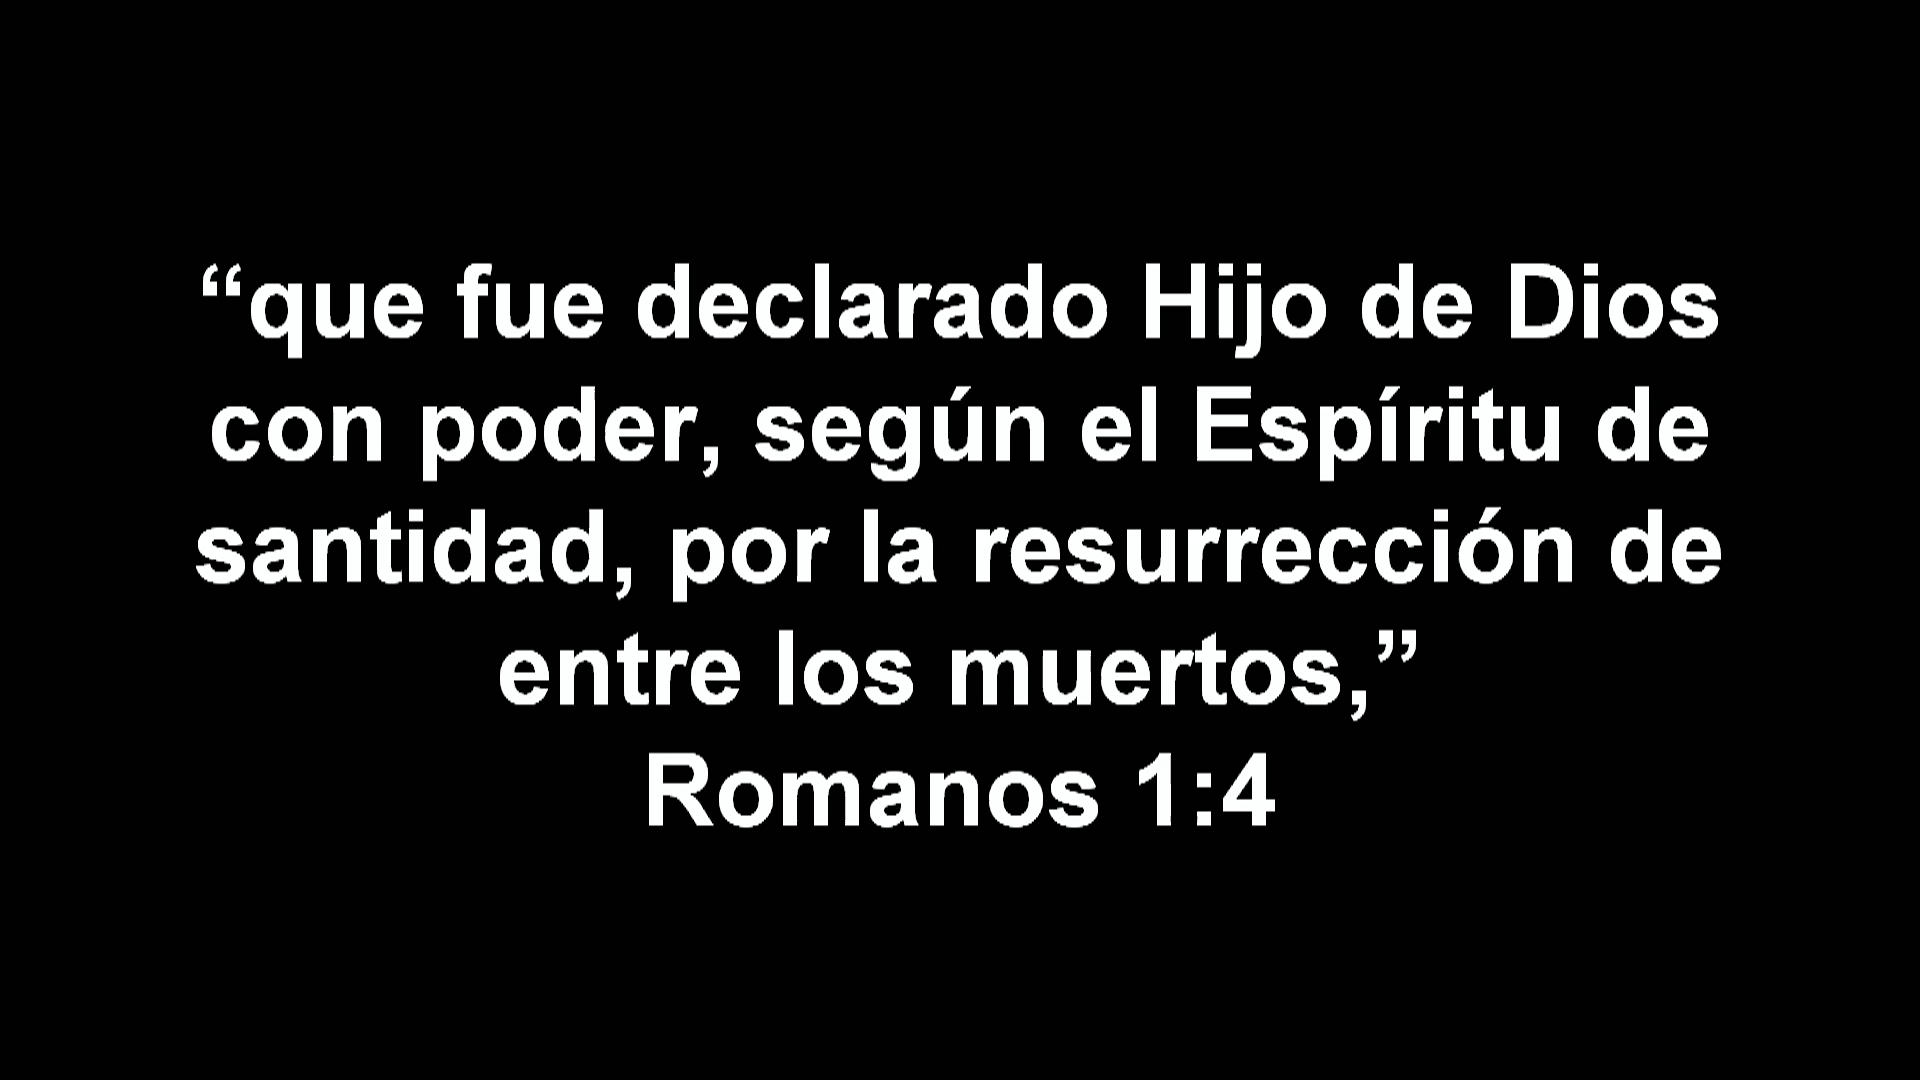 “que fue declarado Hijo de Dios
con poder, según el Espíritu de
santidad, por la resurrección de
entre los muertos,”
Romanos 1:4